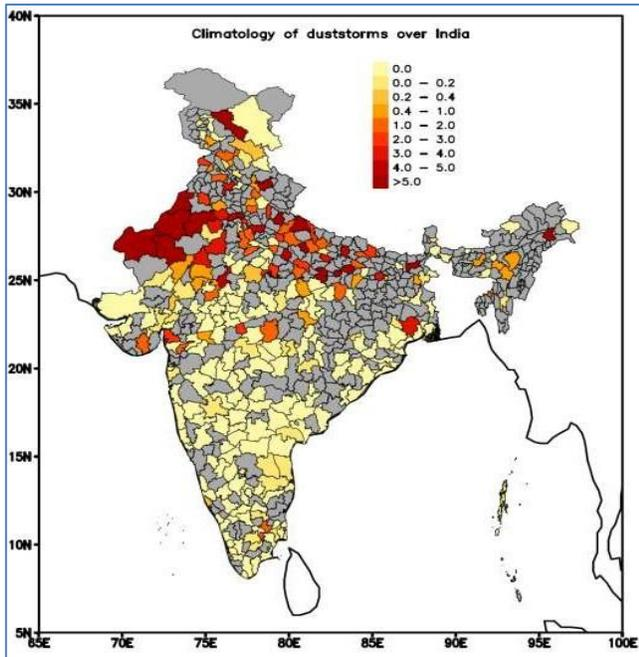 Climatology of duststorms over India
0.0
0.0 - 0.2
0.2 - 0.4
0.4 - 1.0
1.0 - 2.0
2.0 - 3.0
3.0 - 4.0
4.0 - 5.0
>5.0
40N
35N
30N
25N
20N
15N
10N
5N
65E 70E 75E 80E 85E 90E 95E 100E